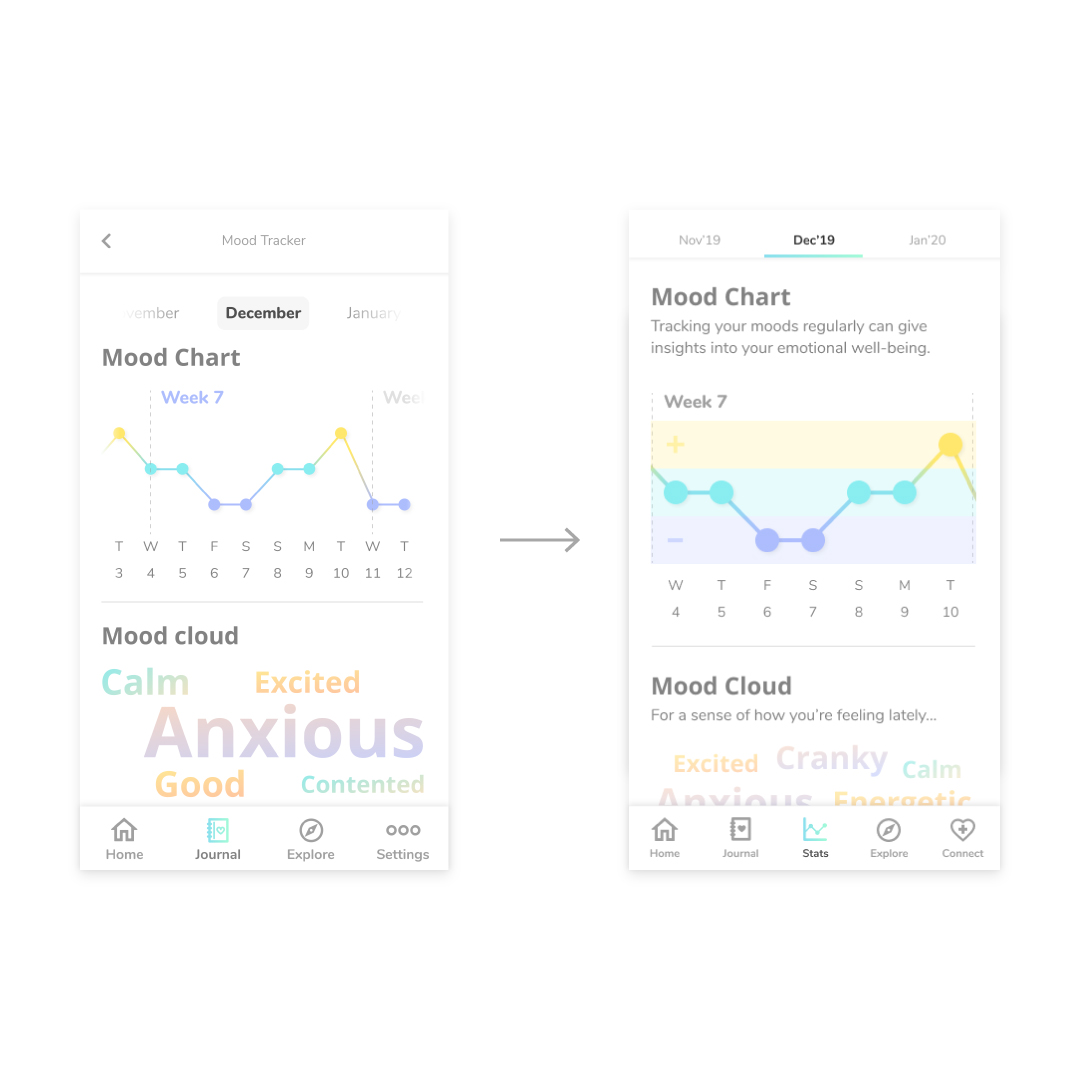 Mood Tracker
vember December January
Mood Chart
Week 7 Wee
T W T F S S M T W T
3 4 5 6 7 8 9 10 11 12
Mood cloud
Calm Excited
Anxious
Good Contented
Home Journal Explore Settings
Nov'19 Dec'19 Jan'20
Mood Chart
Tracking your moods regularly can give
insights into your emotional well-being.
Week 7
+
−
W T F S S M T
4 5 6 7 8 9 10
Mood Cloud
For a sense of how you're feeling lately...
Excited Cranky Calm
Anxious Energetic
Home Journal Stats Explore Connect